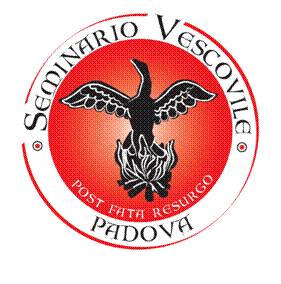 SEMINARIO VESCOVILE
POST FATA RESURGO
PADOVA